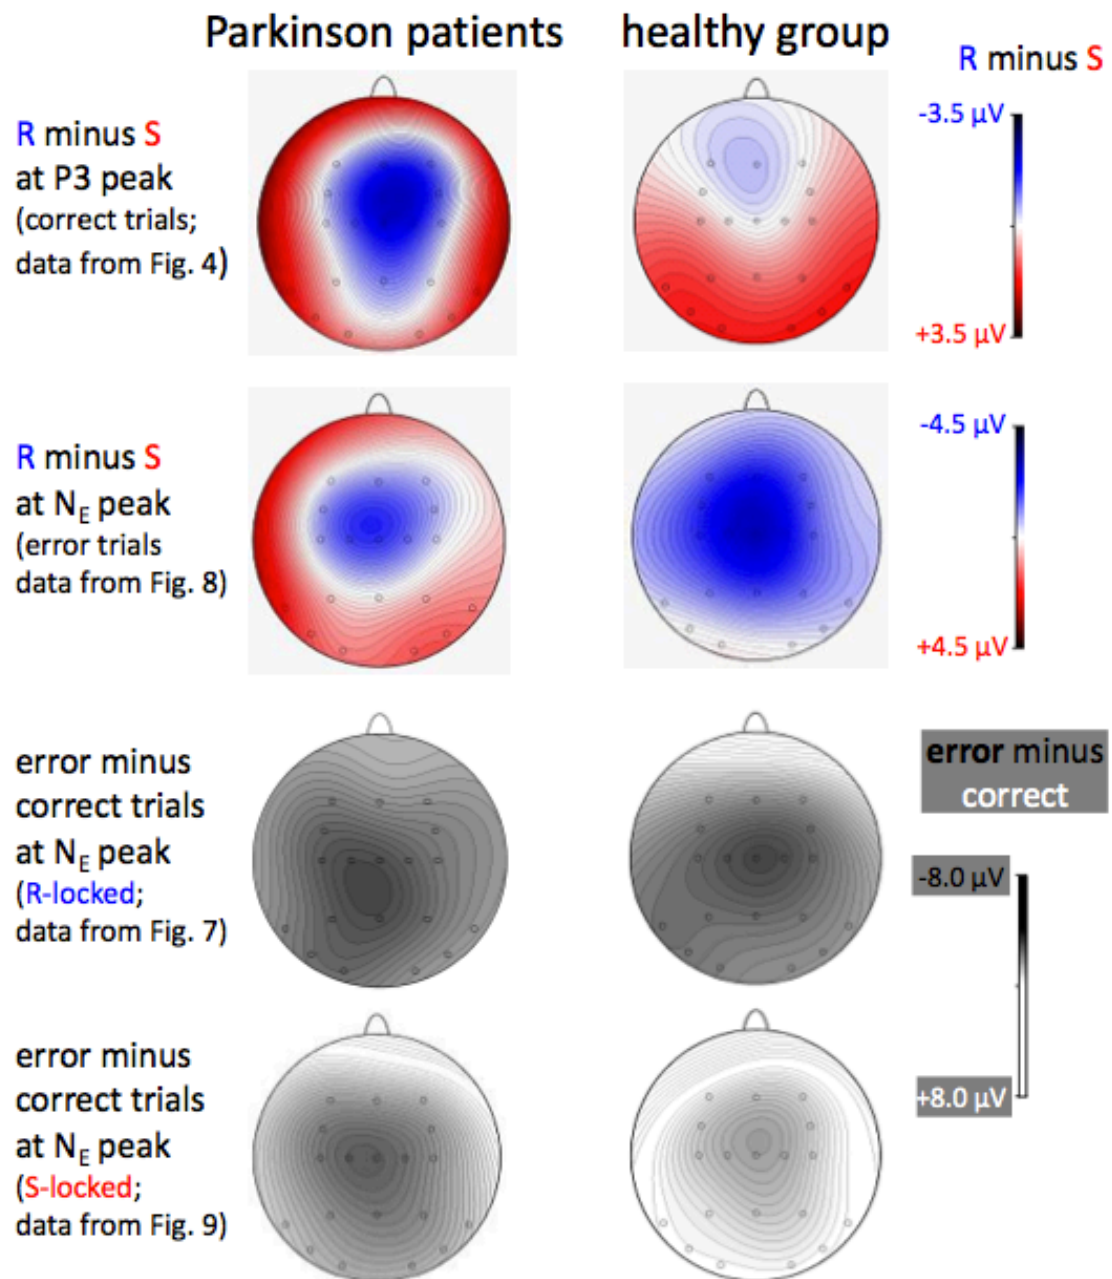 Parkinson patients healthy group
R minus S
-3.5 µV
+3.5 µV
R minus S
at P3 peak
(correct trials;
data from Fig. 4)
-4.5 µV
+4.5 µV
R minus S
at NE peak
(error trials
data from Fig. 8)
error minus
correct
-8.0 µV
+8.0 µV
error minus
correct trials
at NE peak
(R-locked;
data from Fig. 7)
error minus
correct trials
at NE peak
(S-locked;
data from Fig. 9)